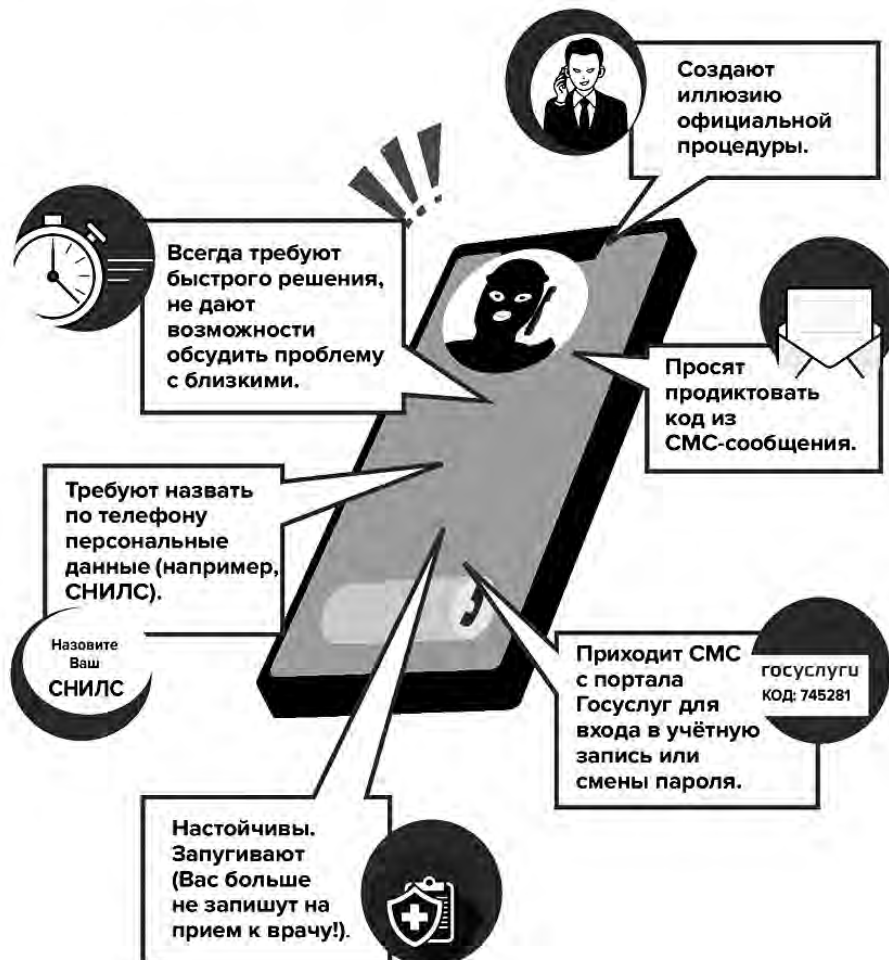 Создают
иллюзию
официальной
процедуры.
Всегда требуют
быстрого решения,
не дают
возможности
обсудить проблему
с близкими.
Просят
продиктовать
код из
СМС-сообщения.
Требуют назвать
по телефону
персональные
данные (например,
СНИЛС).
Назовите
Ваш
СНИЛС
Приходит СМС
с портала
Госуслуг для
входа в учётную
запись или
смены пароля.
госуслуги
КОД: 745281
Настойчивы.
Запугивают
(Вас больше
не запишут на
прием к врачу!).